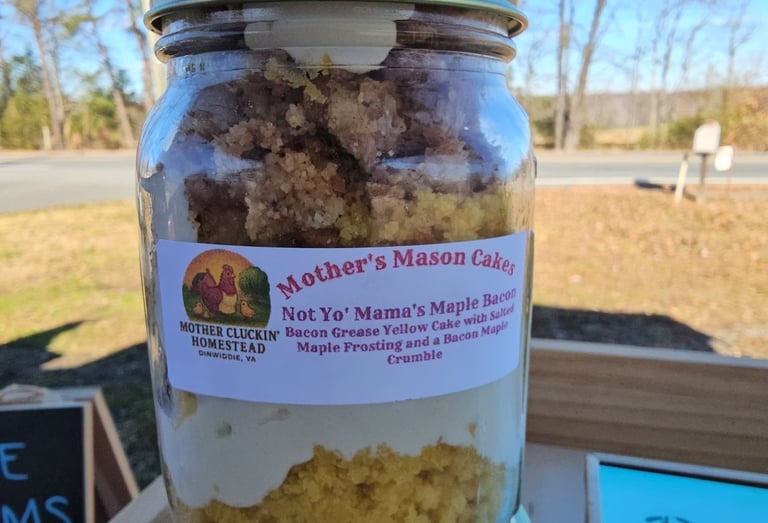 Mother's Mason Cakes
Not Yo' Mama's Maple Bacon
Bacon Grease Yellow Cake with Salted
Maple Frosting and a Bacon Maple
Crumble
MOTHER CLUCKIN'
HOMESTEAD
DINWIDDIE, VA
E
MS